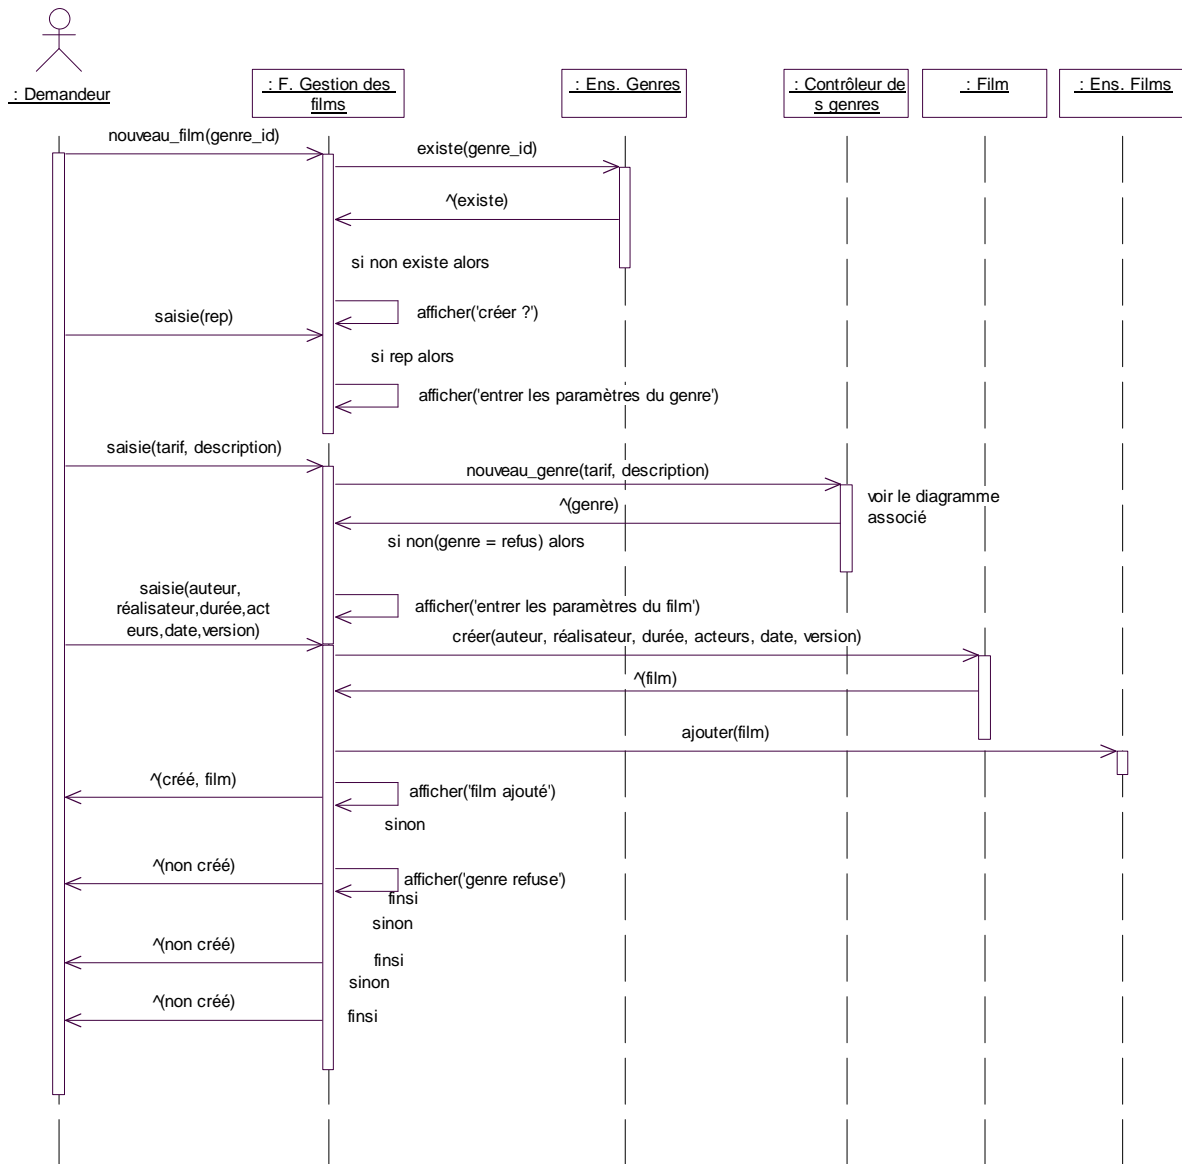 : Demandeur
: F. Gestion des
films
: Ens. Genres
: Contrôleur de
s genres
: Film
: Ens. Films
nouveau_film(genre_id)
existe(genre_id)
^(existe)
si non existe alors
afficher('créer ?')
saisie(rep)
si rep alors
afficher('entrer les paramètres du genre')
saisie(tarif, description)
nouveau_genre(tarif, description)
voir le diagramme
associé
^(genre)
si non(genre = refus) alors
saisie(auteur,
réalisateur,durée,act
eurs,date,version)
afficher('entrer les paramètres du film')
créer(auteur, réalisateur, durée, acteurs, date, version)
^(film)
ajouter(film)
^(créé, film)
afficher('film ajouté')
sinon
^(non créé)
afficher('genre refuse')
finsi
sinon
^(non créé)
finsi
sinon
^(non créé)
finsi